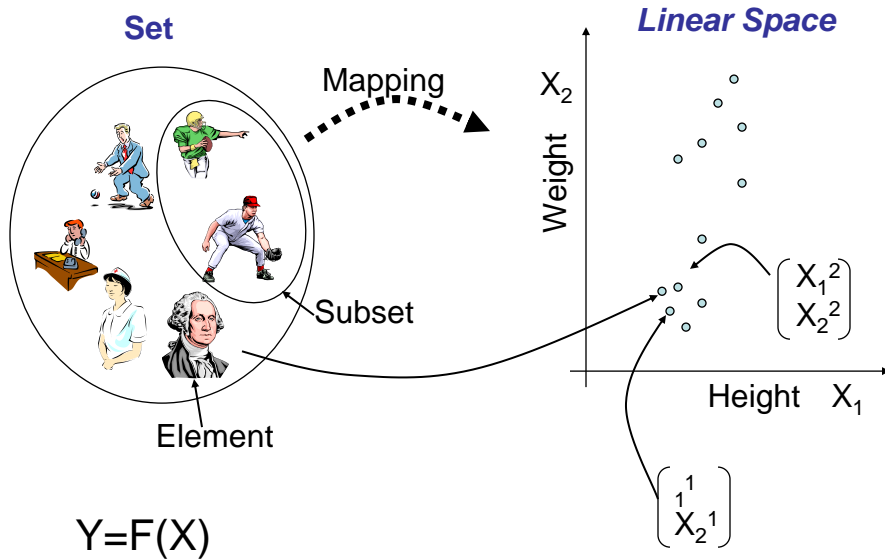 Set
Linear Space
Mapping
X₂
Weight
Subset
X₁²
X₂²
Height X₁
Element
₁¹
X₂¹
Y=F(X)